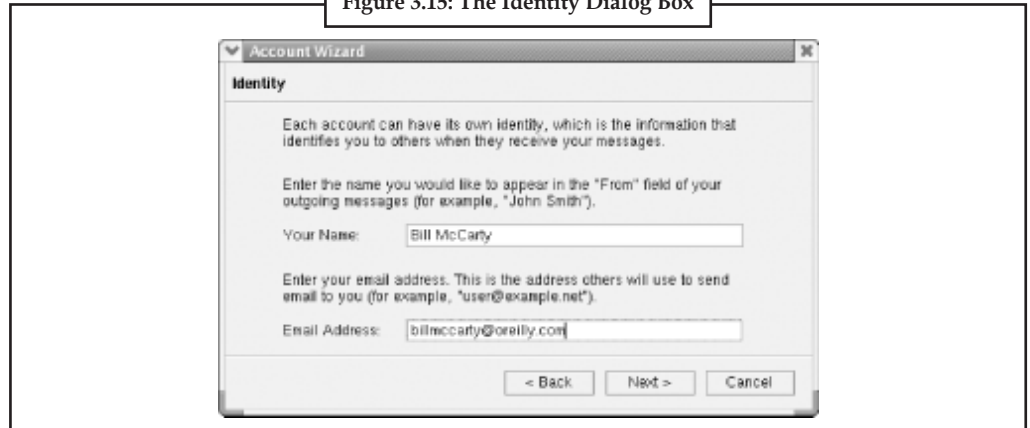 Figure 3.15: The Identity Dialog Box
Account Wizard
Identity
Each account can have its own identity, which is the information that
identifies you to others when they receive your messages.
Enter the name you would like to appear in the "From" field of your
outgoing messages (for example, "John Smith").
Your Name: Bill McCarty
Enter your email address. This is the address others will use to send
email to you (for example, "user@example.net").
Email Address: billmccarty@oreilly.com
< Back Next > Cancel